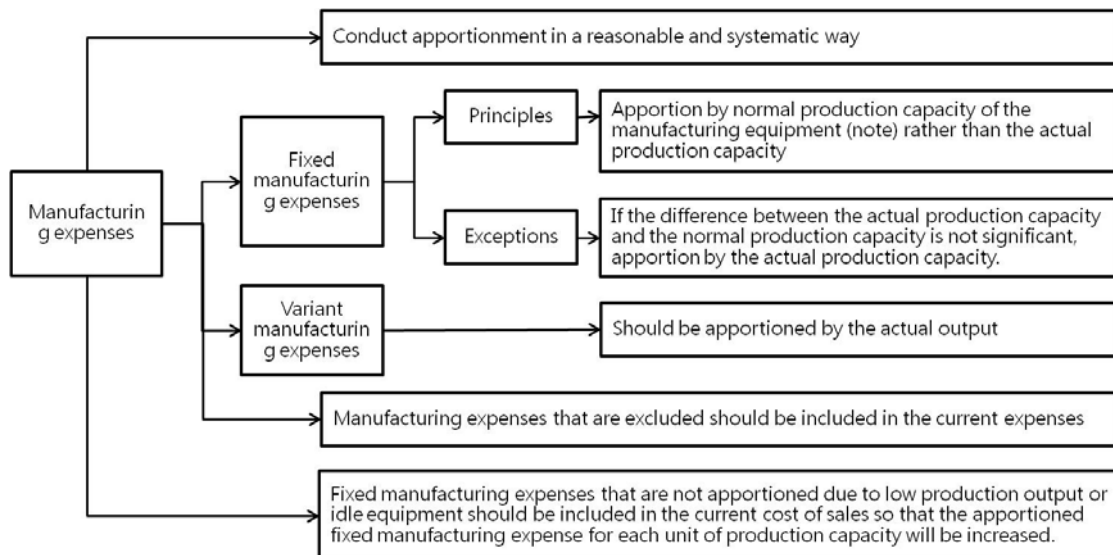 Conduct apportionment in a reasonable and systematic way
Principles
Apportion by normal production capacity of the
manufacturing equipment (note) rather than the actual
production capacity
Fixed
manufacturin
g expenses
Manufacturin
g expenses
Exceptions
If the difference between the actual production capacity
and the normal production capacity is not significant,
apportion by the actual production capacity.
Variant
manufacturin
g expenses
Should be apportioned by the actual output
Manufacturing expenses that are excluded should be included in the current expenses
Fixed manufacturing expenses that are not apportioned due to low production output or
idle equipment should be included in the current cost of sales so that the apportioned
fixed manufacturing expense for each unit of production capacity will be increased.